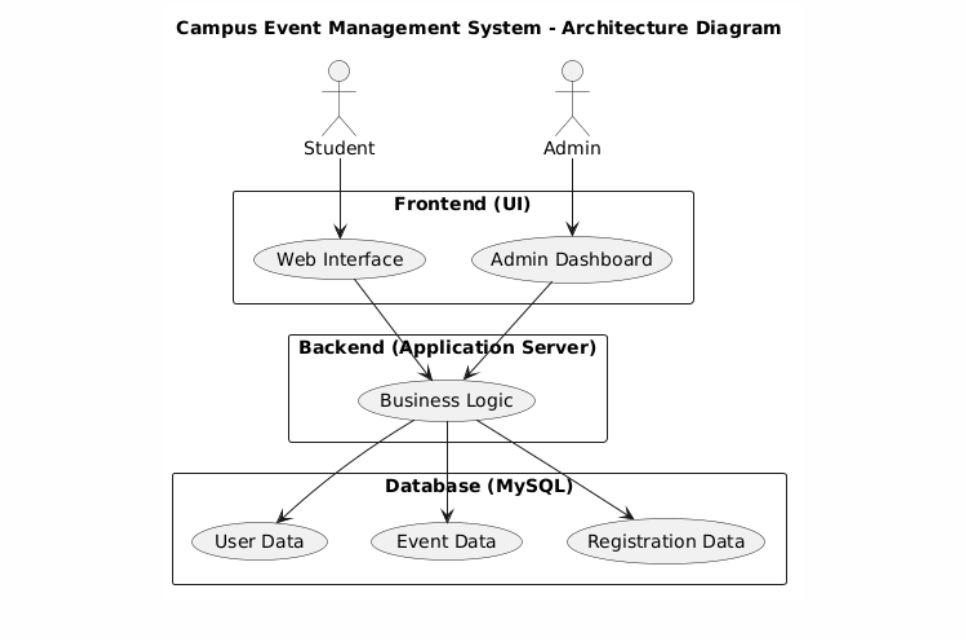 Campus Event Management System - Architecture Diagram
Student
Admin
Frontend (UI)
Web Interface
Admin Dashboard
Backend (Application Server)
Business Logic
Database (MySQL)
User Data
Event Data
Registration Data